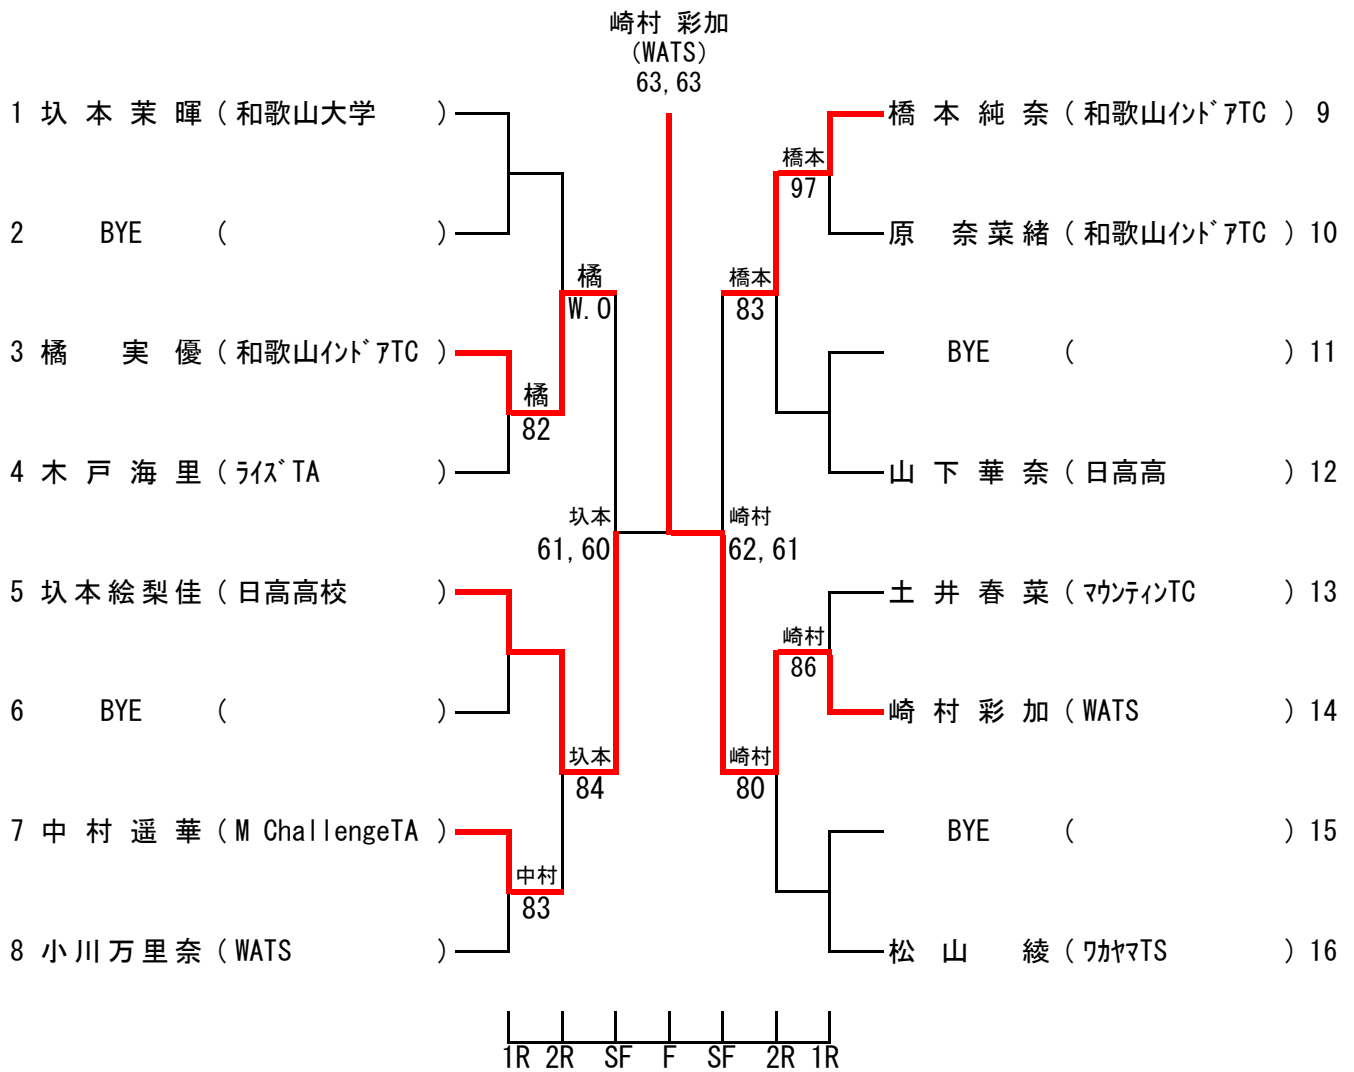 崎村 彩加
(WATS)
63,63
1 圦本茉暉(和歌山大学)
2 BYE ( )
3 橘 実優(和歌山インドアTC)
4 木戸海里(ライズTA)
5 圦本絵梨佳(日高高校)
6 BYE ( )
7 中村遥華(M ChallengeTA)
8 小川万里奈(WATS)
橘
82
中村
83
橘
W.O
圦本
84
圦本
61,60
崎村
62,61
橋本
83
崎村
80
橋本
97
崎村
86
橋本純奈(和歌山インドアTC) 9
原 奈菜緒(和歌山インドアTC) 10
BYE ( ) 11
山下華奈(日高高) 12
土井春菜(マウンティンTC) 13
崎村彩加(WATS) 14
BYE ( ) 15
松山 綾(ワカヤマTS) 16
1R 2R SF F SF 2R 1R